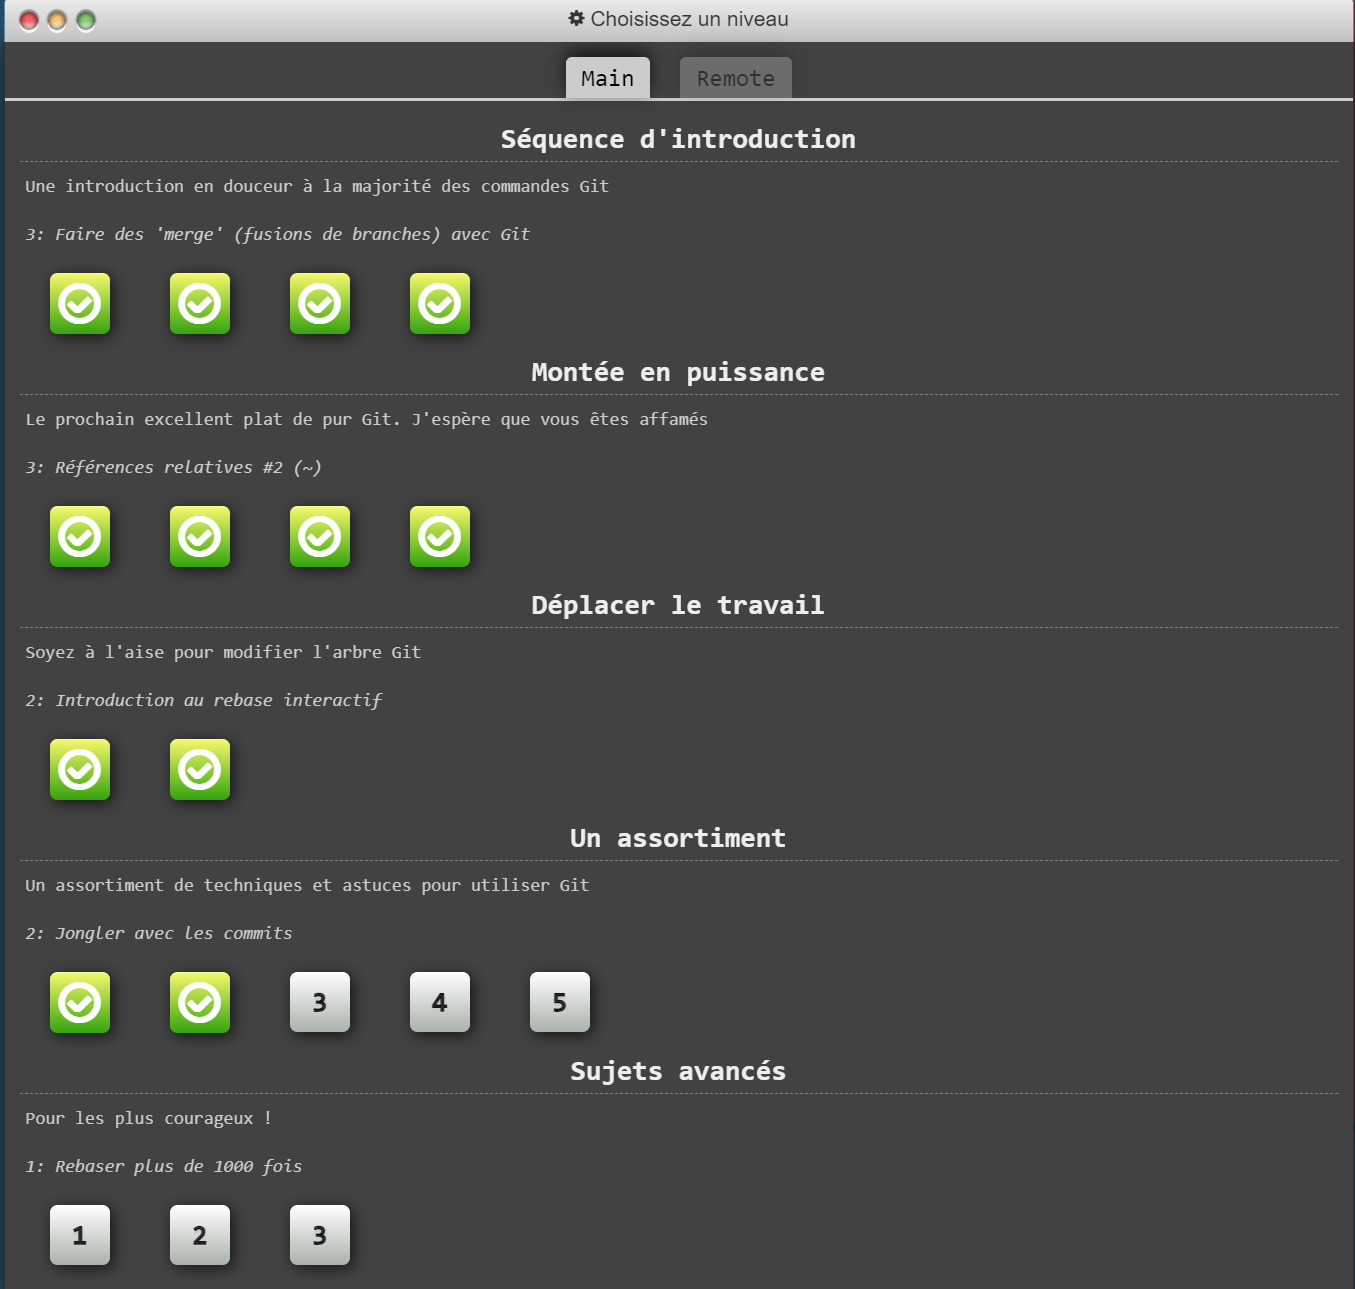 Choisissez un niveau
Main Remote
Séquence d'introduction
Une introduction en douceur à la majorité des commandes Git
3: Faire des 'merge' (fusions de branches) avec Git
Montée en puissance
Le prochain excellent plat de pur Git. J'espère que vous êtes affamés
3: Références relatives #2 (~)
Déplacer le travail
Soyez à l'aise pour modifier l'arbre Git
2: Introduction au rebase interactif
Un assortiment
Un assortiment de techniques et astuces pour utiliser Git
2: Jongler avec les commits
3 4 5
Sujets avancés
Pour les plus courageux !
1: Rebaser plus de 1000 fois
1 2 3